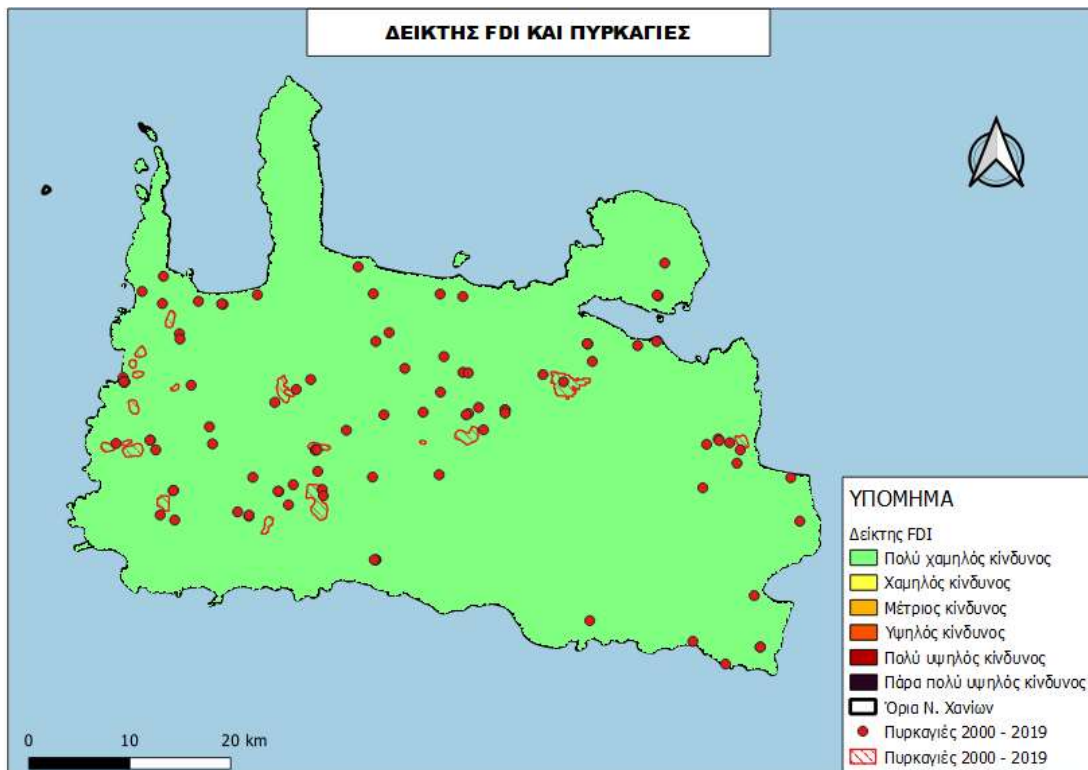 ΔΕΙΚΤΗΣ FDI ΚΑΙ ΠΥΡΚΑΓΙΕΣ
ΥΠΟΜΗΜΑ
Δείκτης FDI
Πολύ χαμηλός κίνδυνος
Χαμηλός κίνδυνος
Μέτριος κίνδυνος
Υψηλός κίνδυνος
Πολύ υψηλός κίνδυνος
Πάρα πολύ υψηλός κίνδυνος
Όρια Ν. Χανίων
Πυρκαγιές 2000 - 2019
Πυρκαγιές 2000 - 2019
0 10 20 km